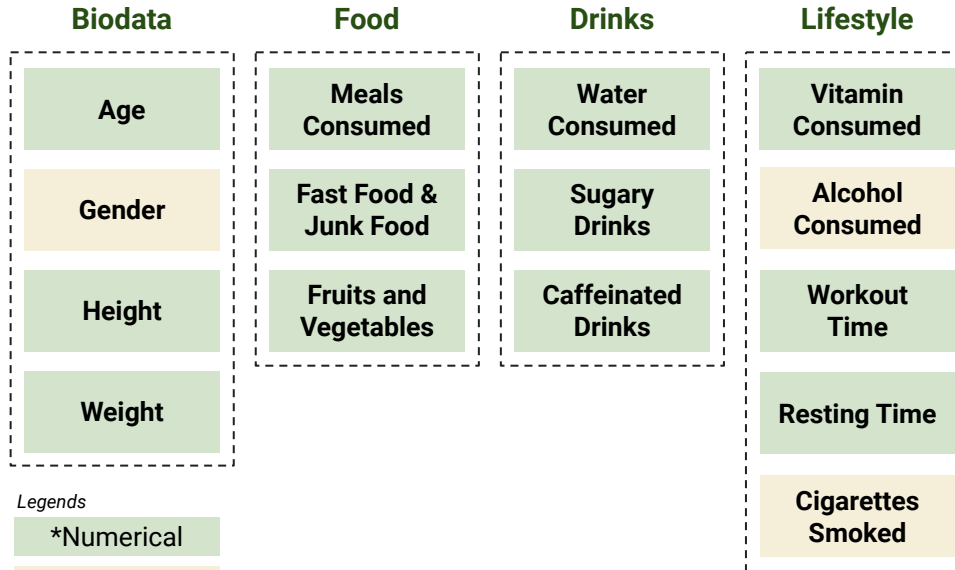 Biodata
Age
Gender
Height
Weight
Food
Meals
Consumed
Fast Food &
Junk Food
Fruits and
Vegetables
Drinks
Water
Consumed
Sugary
Drinks
Caffeinated
Drinks
Lifestyle
Vitamin
Consumed
Alcohol
Consumed
Workout
Time
Resting Time
Cigarettes
Smoked
Legends
*Numerical